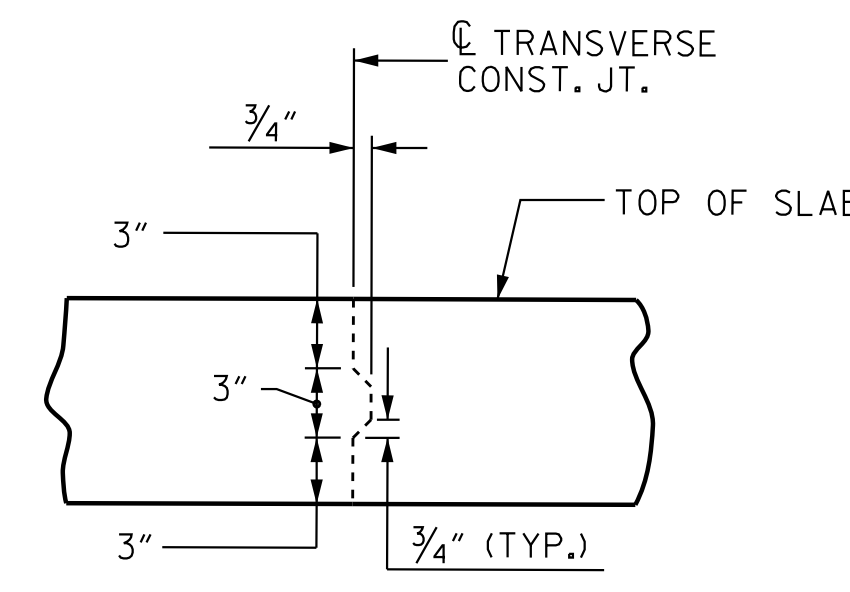 ℄ TRANSVERSE
CONST. JT.
3/4"
TOP OF SLAB
3"
3"
3"
3/4" (TYP.)